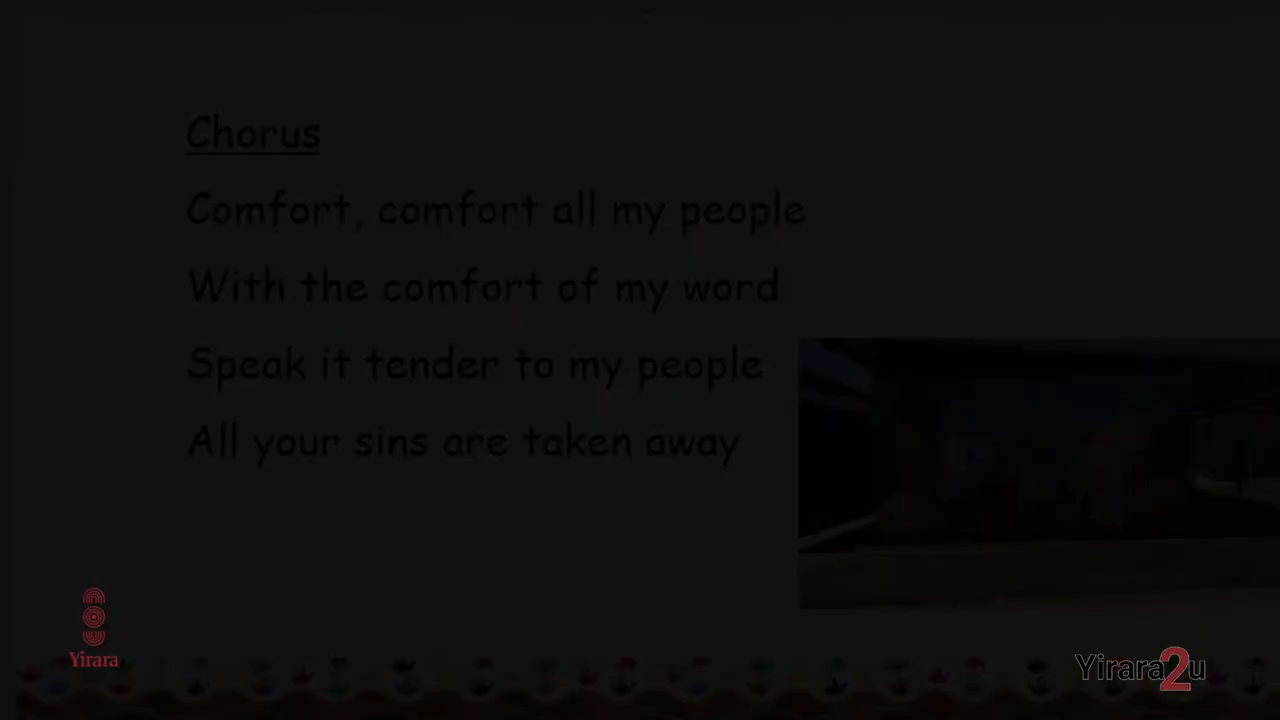 Chorus
Comfort, comfort all my people
With the comfort of my word
Speak it tender to my people
All your sins are taken away
Yirara
Yirara2u